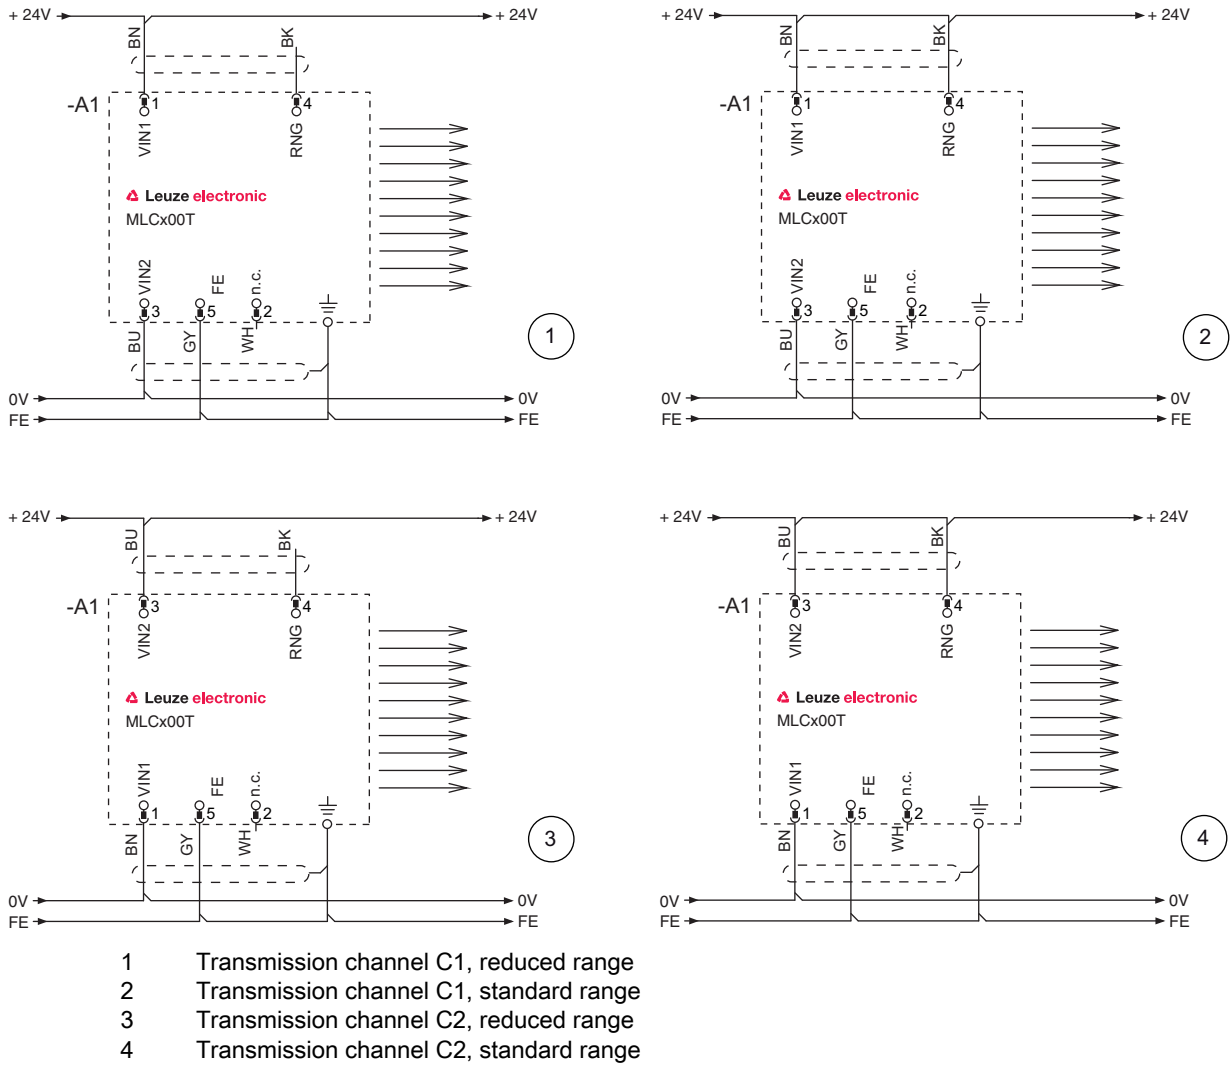 + 24V + 24V
BN BK
-A1 1 4
VIN1 RNG
Leuze electronic
MLCx00T
VIN2 FE n.c.
3 5 2
BU GY WH
1
0V 0V
FE FE
+ 24V + 24V
BN BK
-A1 1 4
VIN1 RNG
Leuze electronic
MLCx00T
VIN2 FE n.c.
3 5 2
BU GY WH
2
0V 0V
FE FE
+ 24V + 24V
BU BK
-A1 3 4
VIN2 RNG
Leuze electronic
MLCx00T
VIN1 FE n.c.
1 5 2
BN GY WH
3
0V 0V
FE FE
+ 24V + 24V
BU BK
-A1 3 4
VIN2 RNG
Leuze electronic
MLCx00T
VIN1 FE n.c.
1 5 2
BN GY WH
4
0V 0V
FE FE
1 Transmission channel C1, reduced range
2 Transmission channel C1, standard range
3 Transmission channel C2, reduced range
4 Transmission channel C2, standard range